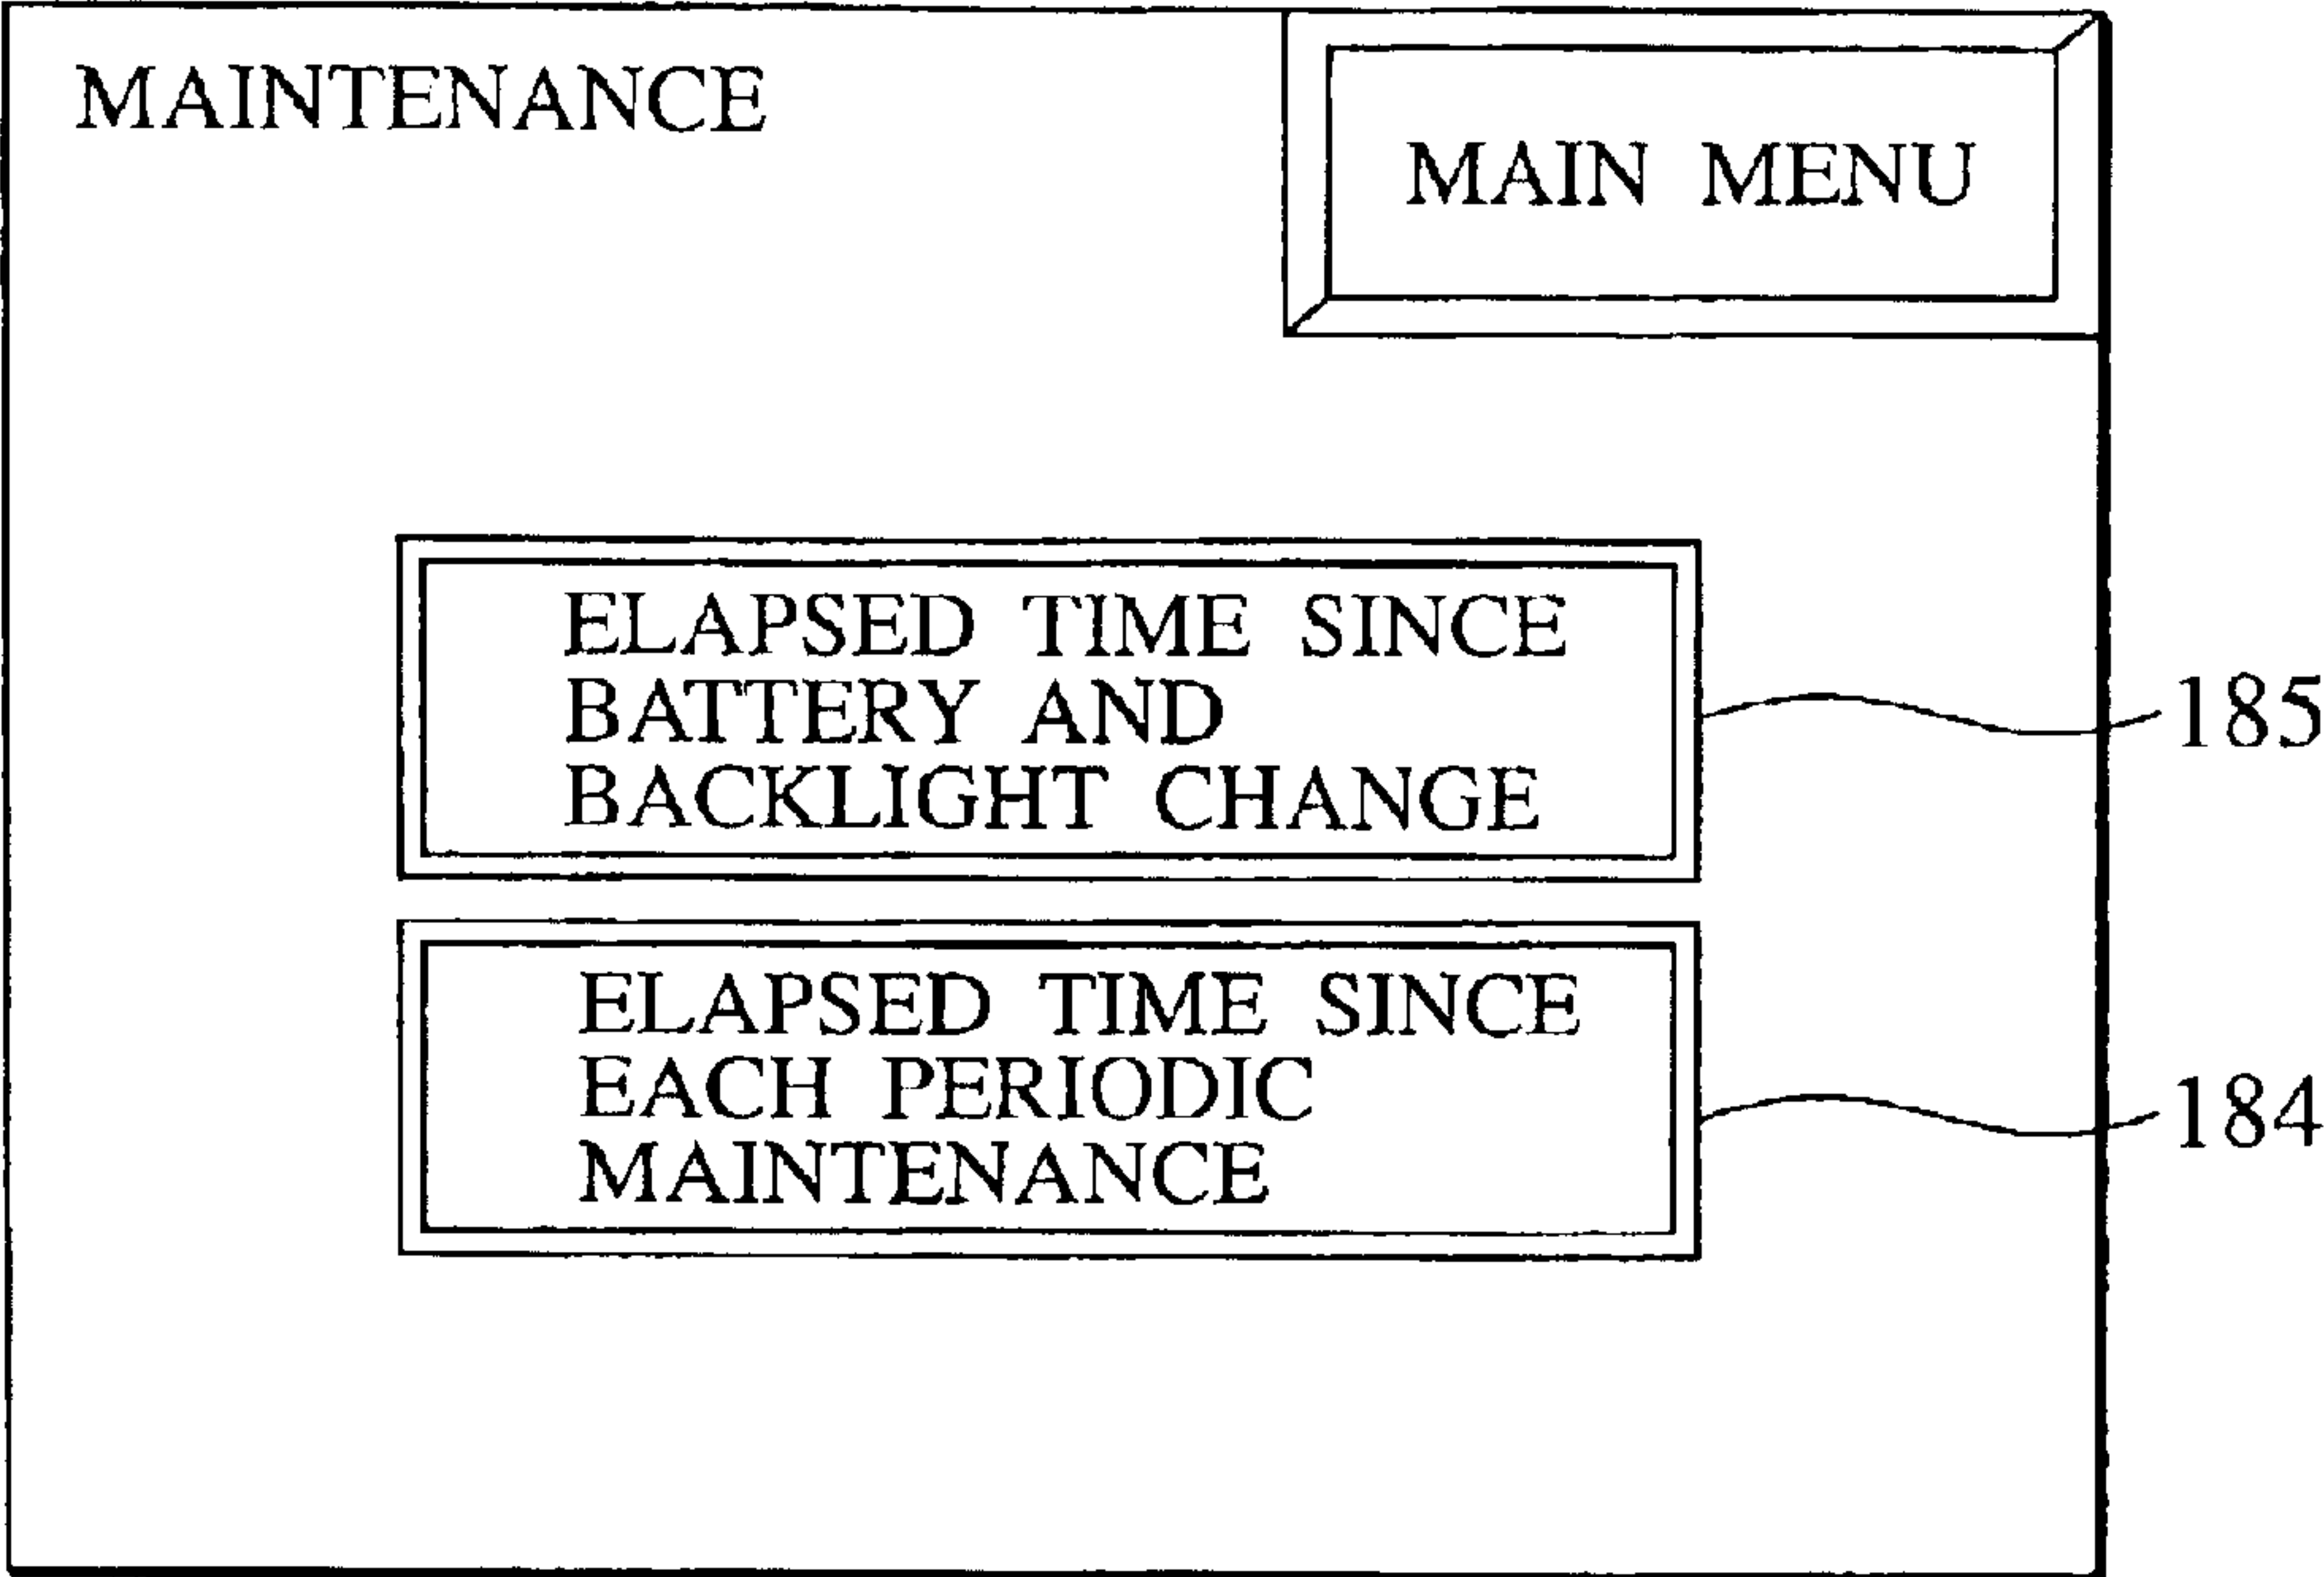 MAINTENANCE
MAIN MENU
ELAPSED TIME SINCE
BATTERY AND
BACKLIGHT CHANGE
185
ELAPSED TIME SINCE
EACH PERIODIC
MAINTENANCE
184